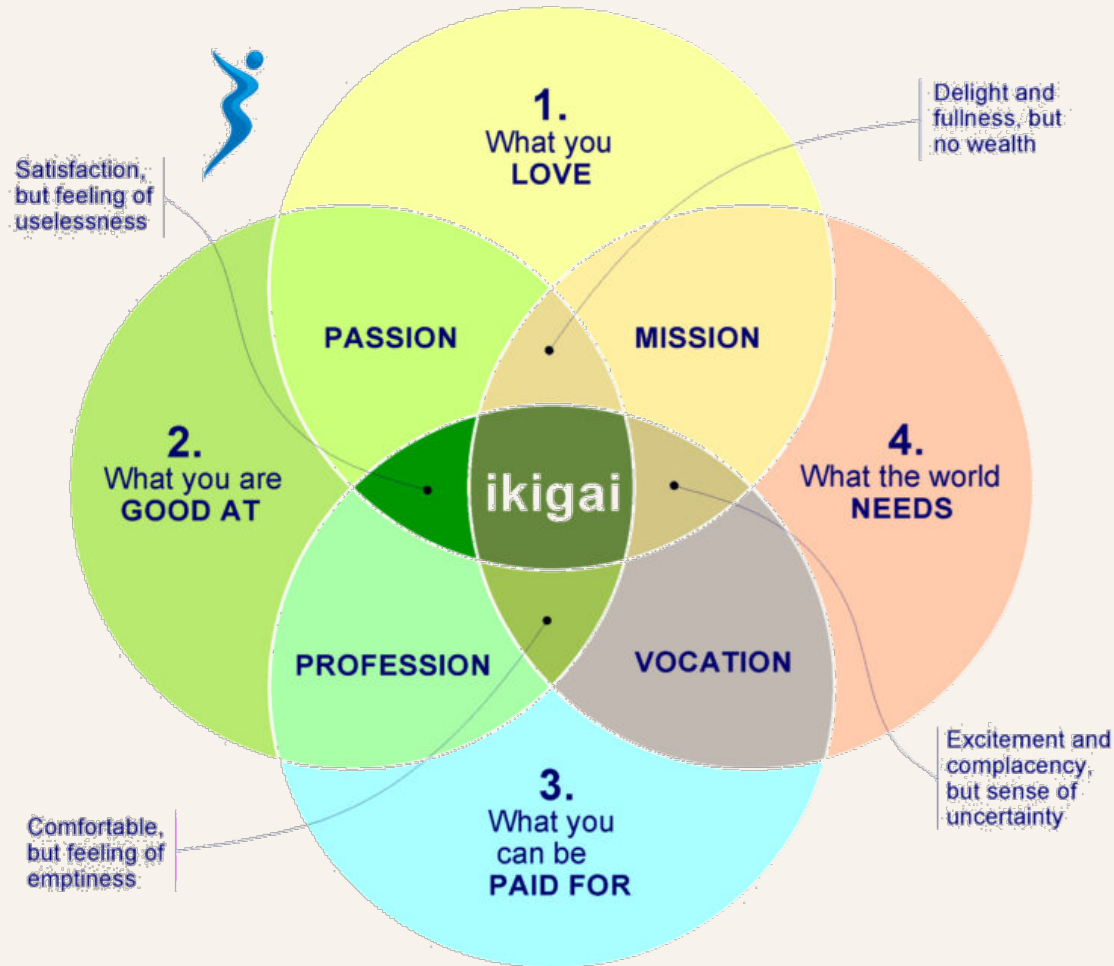 1.
What you
LOVE
Delight and
fullness, but
no wealth
Satisfaction,
but feeling of
uselessness
PASSION
MISSION
2.
What you are
GOOD AT
ikigai
4.
What the world
NEEDS
PROFESSION
VOCATION
3.
What you
can be
PAID FOR
Excitement and
complacency,
but sense of
uncertainty
Comfortable,
but feeling of
emptiness